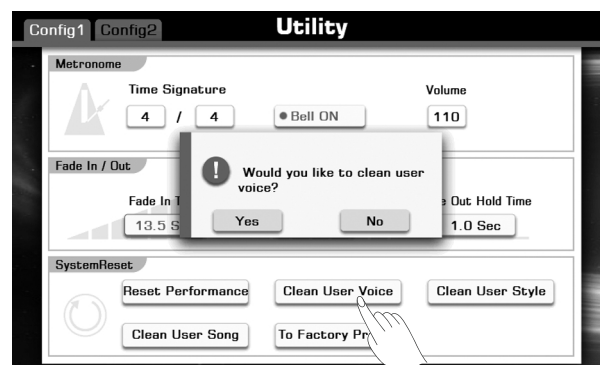 Config1 Config2 Utility
Metronome
Time Signature Volume
4 / 4 Bell ON 110
! Would you like to clean user
voice?
Yes No
Fade In / Out
Fade In Out Hold Time
13.5 S 1.0 Sec
SystemReset
Reset Performance Clean User Voice Clean User Style
Clean User Song To Factory